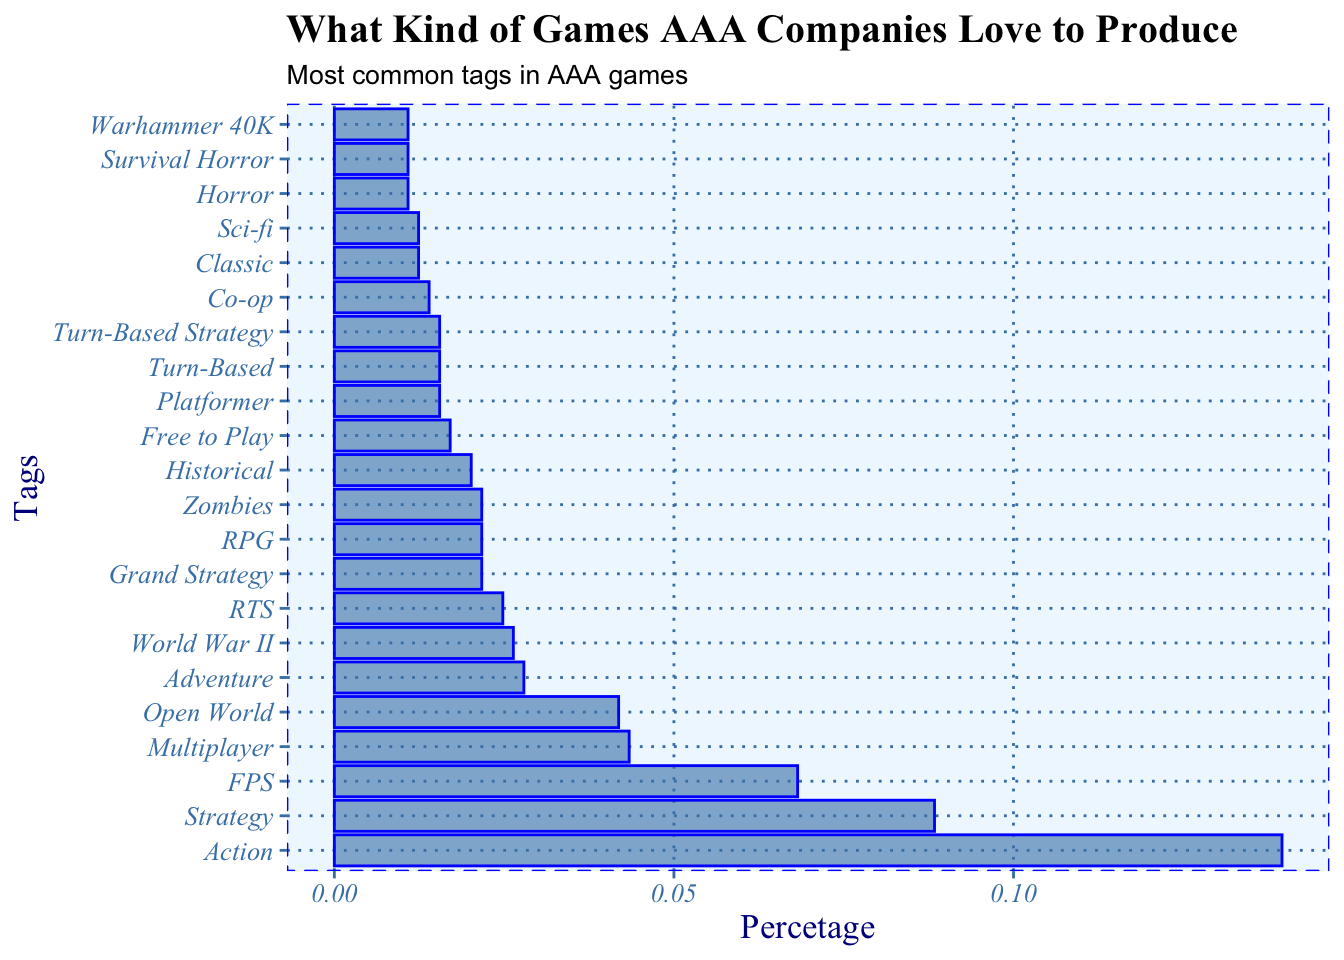 What Kind of Games AAA Companies Love to Produce
Most common tags in AAA games
Tags
Warhammer 40K
Survival Horror
Horror
Sci-fi
Classic
Co-op
Turn-Based Strategy
Turn-Based
Platformer
Free to Play
Historical
Zombies
RPG
Grand Strategy
RTS
World War II
Adventure
Open World
Multiplayer
FPS
Strategy
Action
0.00 0.05 0.10
Percetage